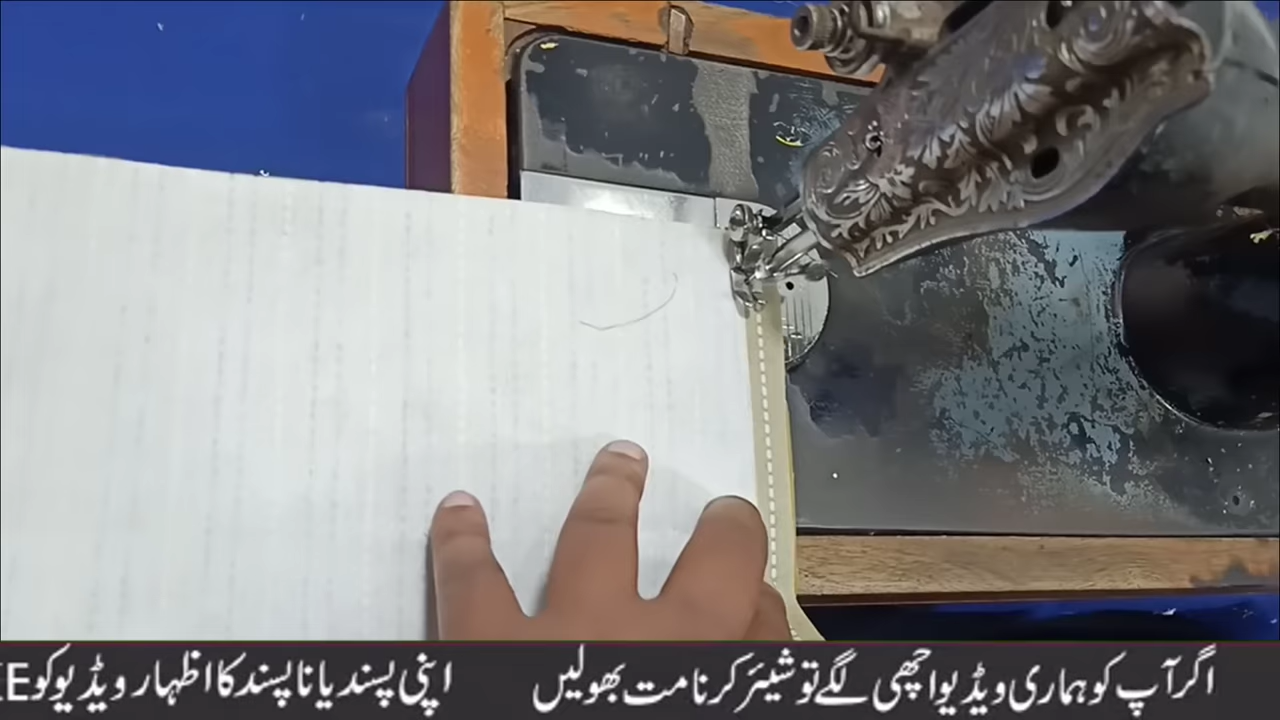 اگر آپ کو ہماری ویڈیو اچھی لگے تو شیئر کرنا مت بھولیں اپنی پسند یا ناپسند کا اظہار ویڈیو کو